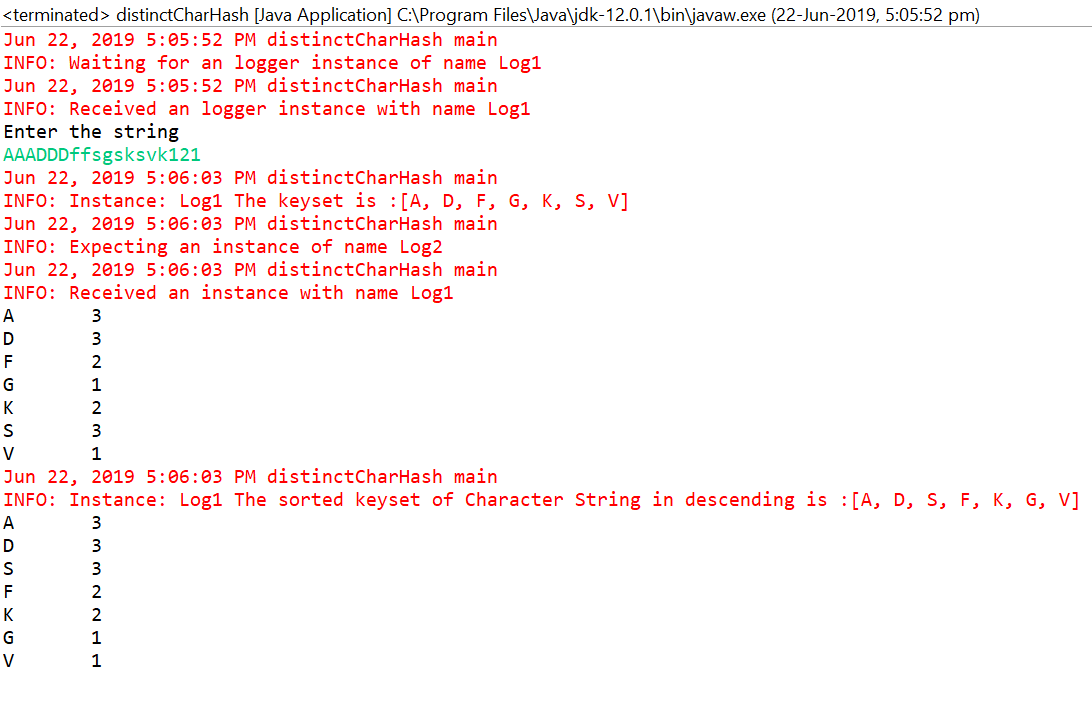 <terminated> distinctCharHash [Java Application] C:\Program Files\Java\jdk-12.0.1\bin\javaw.exe (22-Jun-2019, 5:05:52 pm)
Jun 22, 2019 5:05:52 PM distinctCharHash main
INFO: Waiting for an logger instance of name Log1
Jun 22, 2019 5:05:52 PM distinctCharHash main
INFO: Received an logger instance with name Log1
Enter the string
AAADDDffsgsksvk121
Jun 22, 2019 5:06:03 PM distinctCharHash main
INFO: Instance: Log1 The keyset is :[A, D, F, G, K, S, V]
Jun 22, 2019 5:06:03 PM distinctCharHash main
INFO: Expecting an instance of name Log2
Jun 22, 2019 5:06:03 PM distinctCharHash main
INFO: Received an instance with name Log1
A 3
D 3
F 2
G 1
K 2
S 3
V 1
Jun 22, 2019 5:06:03 PM distinctCharHash main
INFO: Instance: Log1 The sorted keyset of Character String in descending is :[A, D, S, F, K, G, V]
A 3
D 3
S 3
F 2
K 2
G 1
V 1